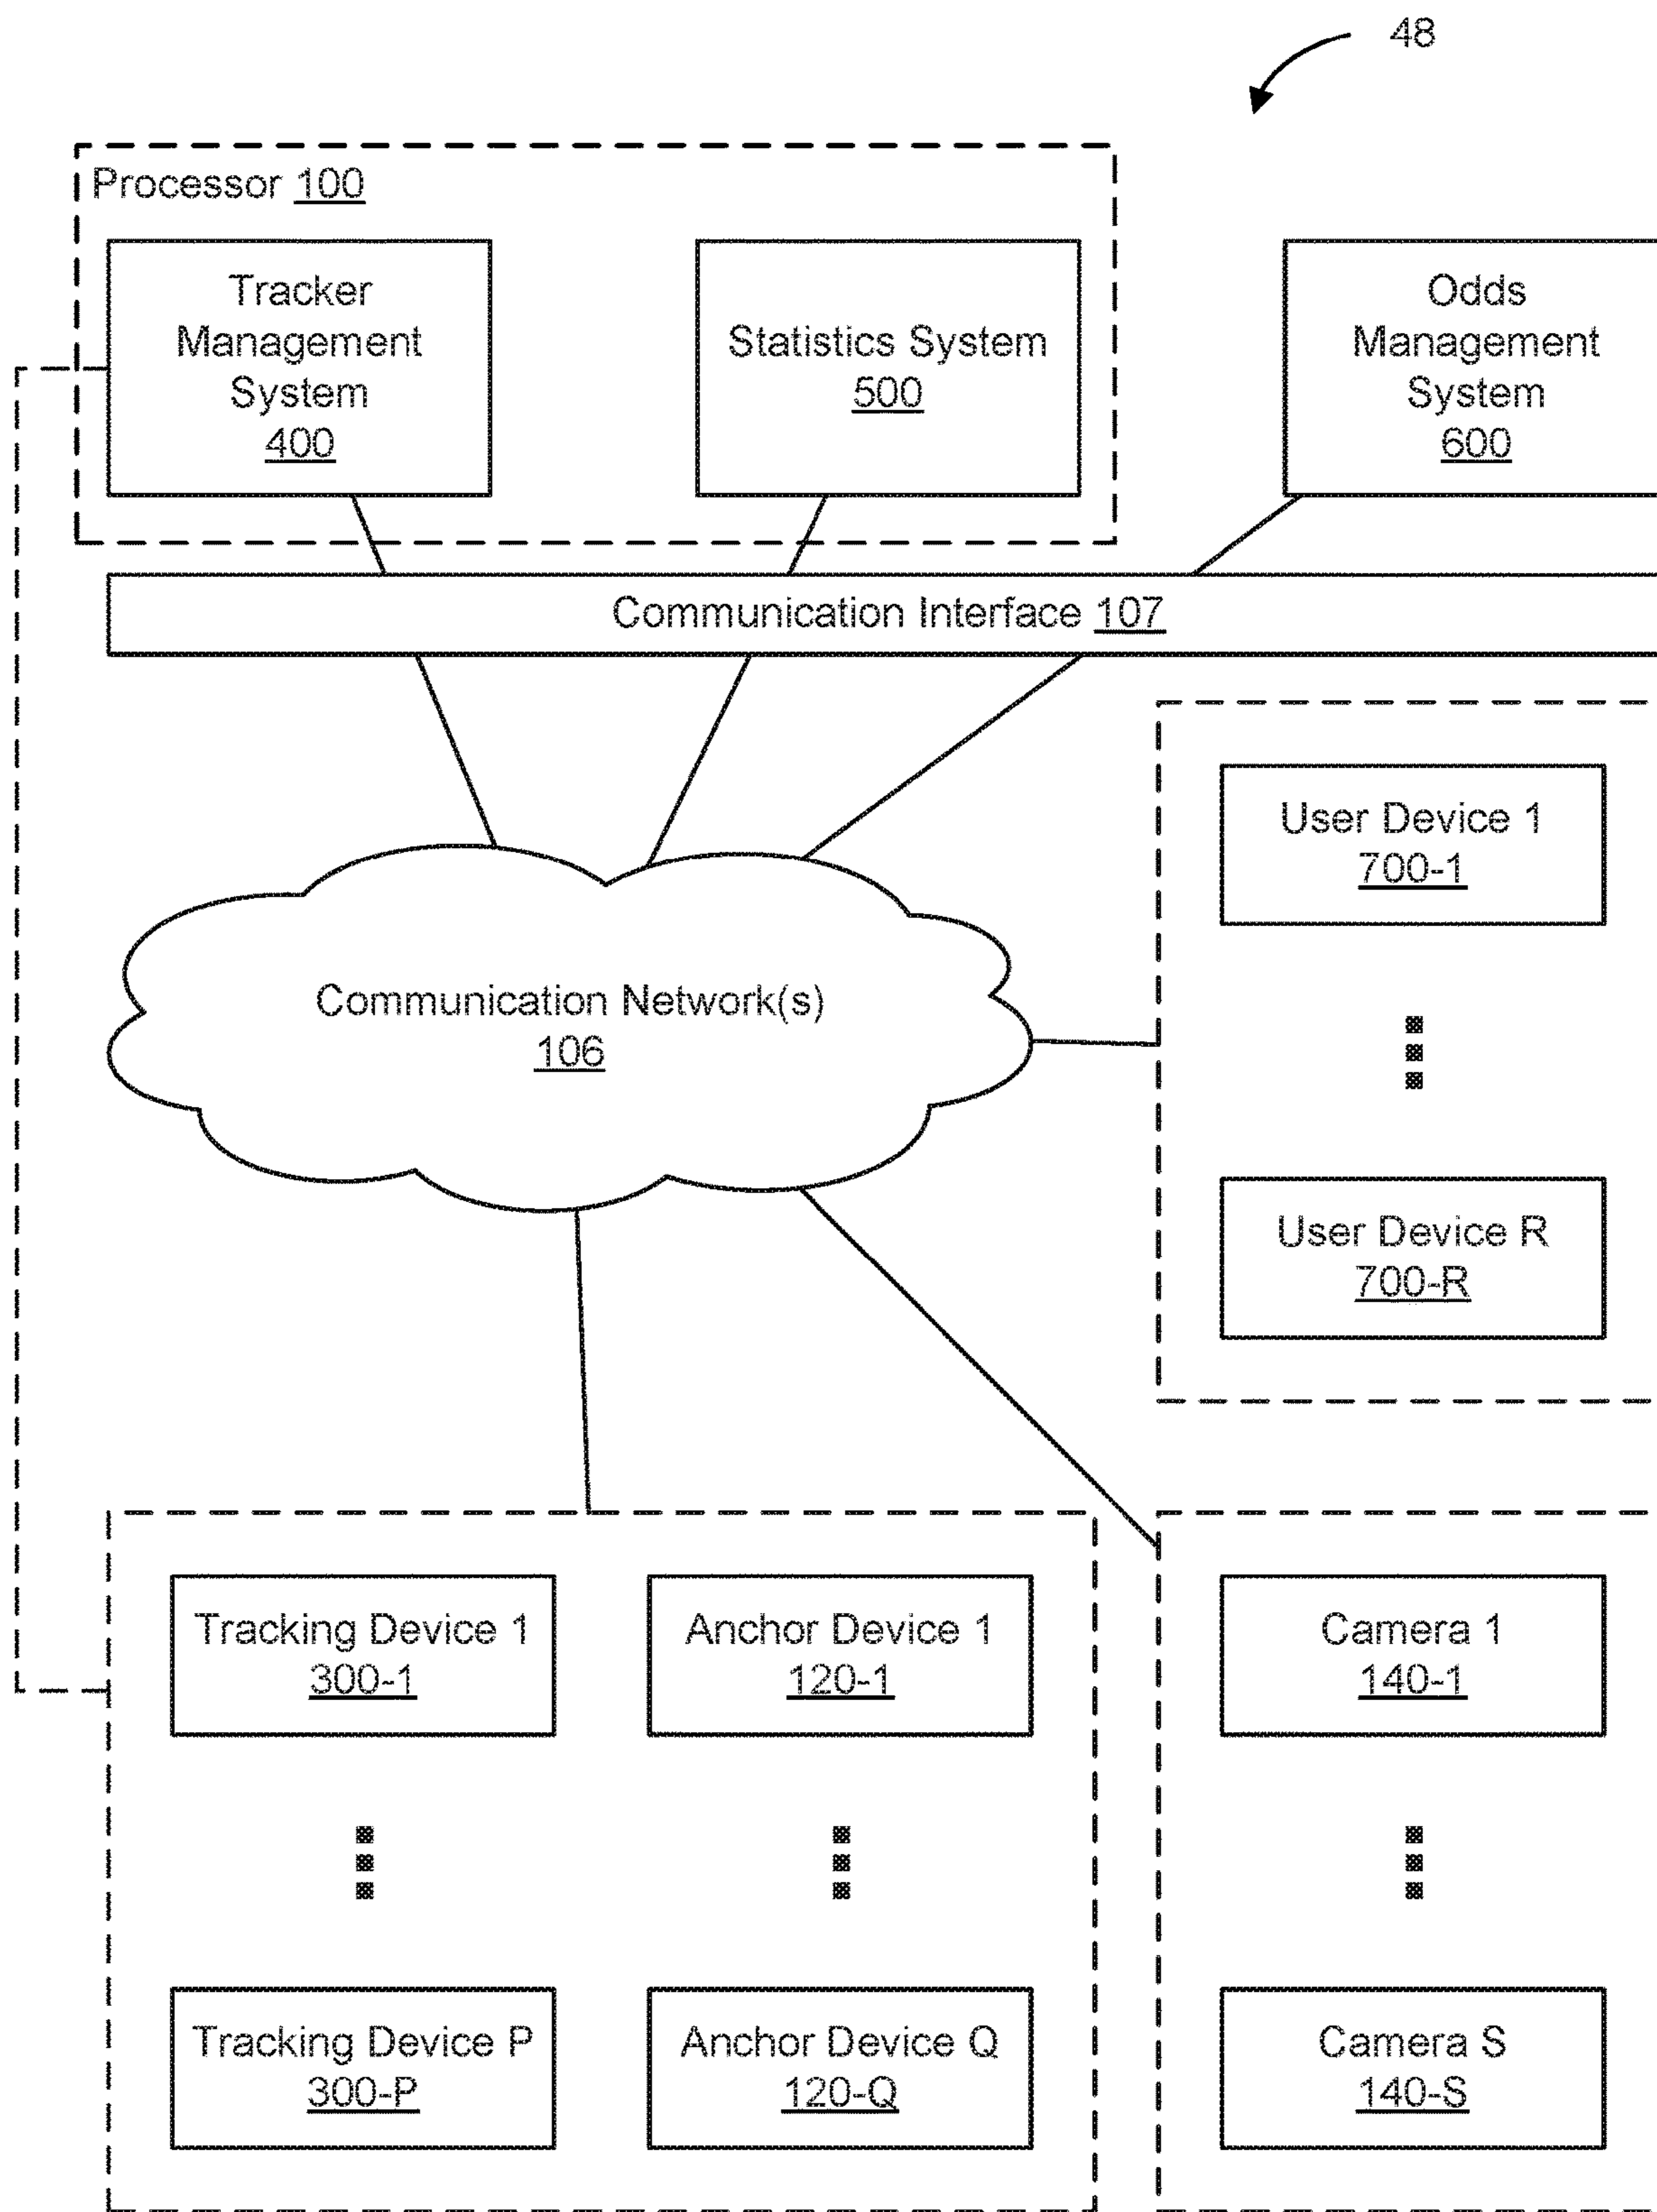 48
Processor 100
Tracker
Management
System
400
Statistics System
500
Odds
Management
System
600
Communication Interface 107
User Device 1
700-1
Communication Network(s)
106
User Device R
700-R
Tracking Device 1
300-1
Anchor Device 1
120-1
Camera 1
140-1
Tracking Device P
300-P
Anchor Device Q
120-Q
Camera S
140-S